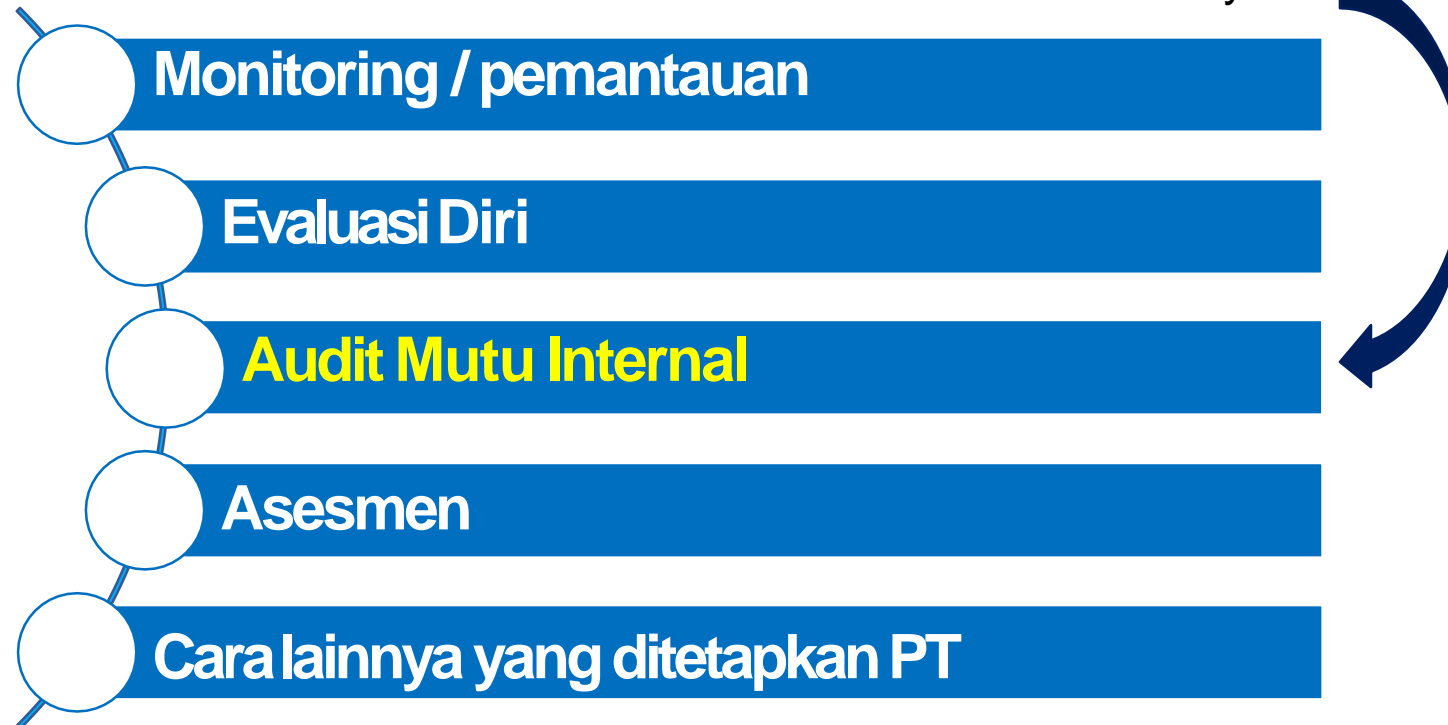 Monitoring / pemantauan
Evaluasi Diri
Audit Mutu Internal
Asesmen
Cara lainnya yang ditetapkan PT